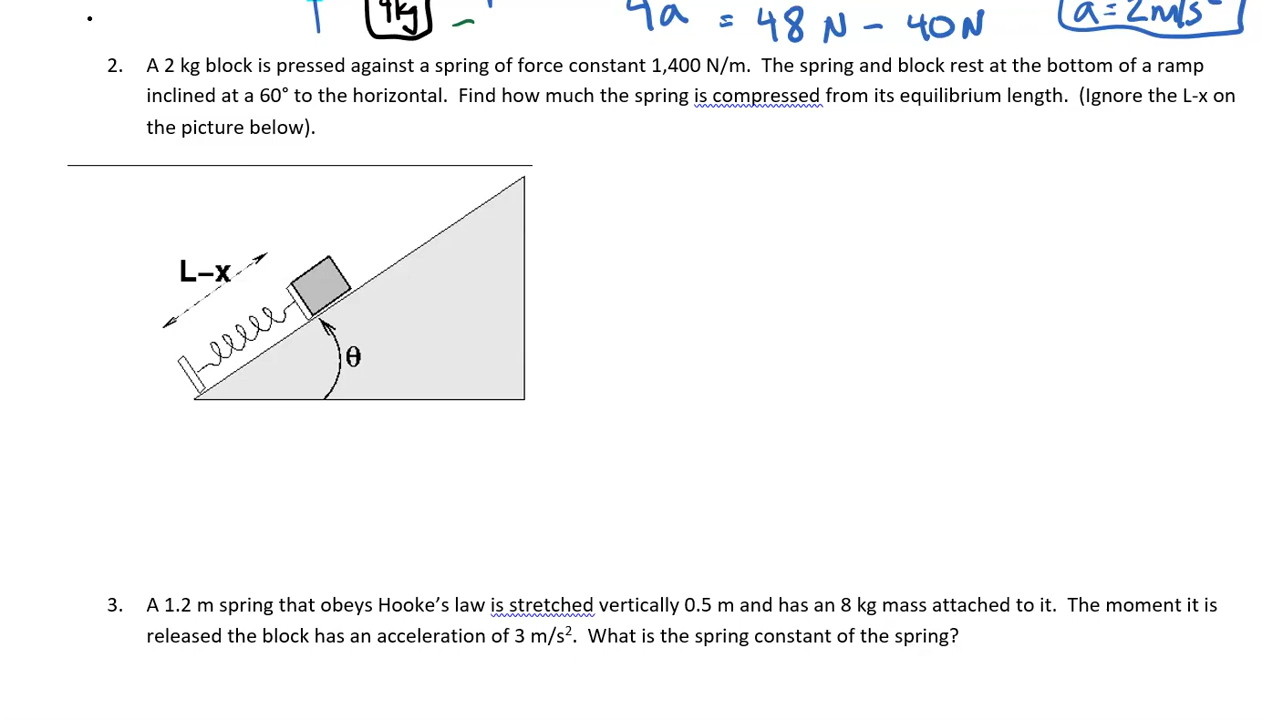 4kg
4a = 48 N - 40N
a = 2m/s²
2. A 2 kg block is pressed against a spring of force constant 1,400 N/m. The spring and block rest at the bottom of a ramp
inclined at a 60° to the horizontal. Find how much the spring is compressed from its equilibrium length. (Ignore the L-x on
the picture below).
L-x
θ
3. A 1.2 m spring that obeys Hooke's law is stretched vertically 0.5 m and has an 8 kg mass attached to it. The moment it is
released the block has an acceleration of 3 m/s². What is the spring constant of the spring?